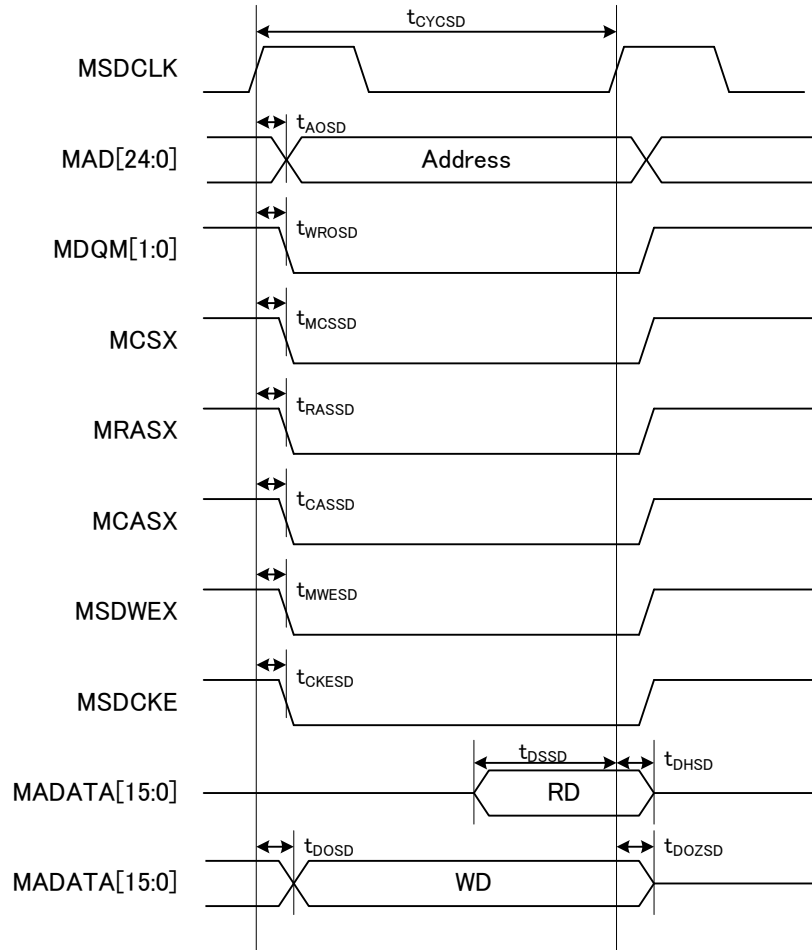 tCYCSD
MSDCLK
tAOSD
MAD[24:0]
Address
tWROSD
MDQM[1:0]
tMCSSD
MCSX
tRASSD
MRASX
tCASSD
MCASX
tMWESD
MSDWEX
tCKESD
MSDCKE
tDSSD
tDHSD
MADATA[15:0]
RD
tDOSD
tDOZSD
MADATA[15:0]
WD